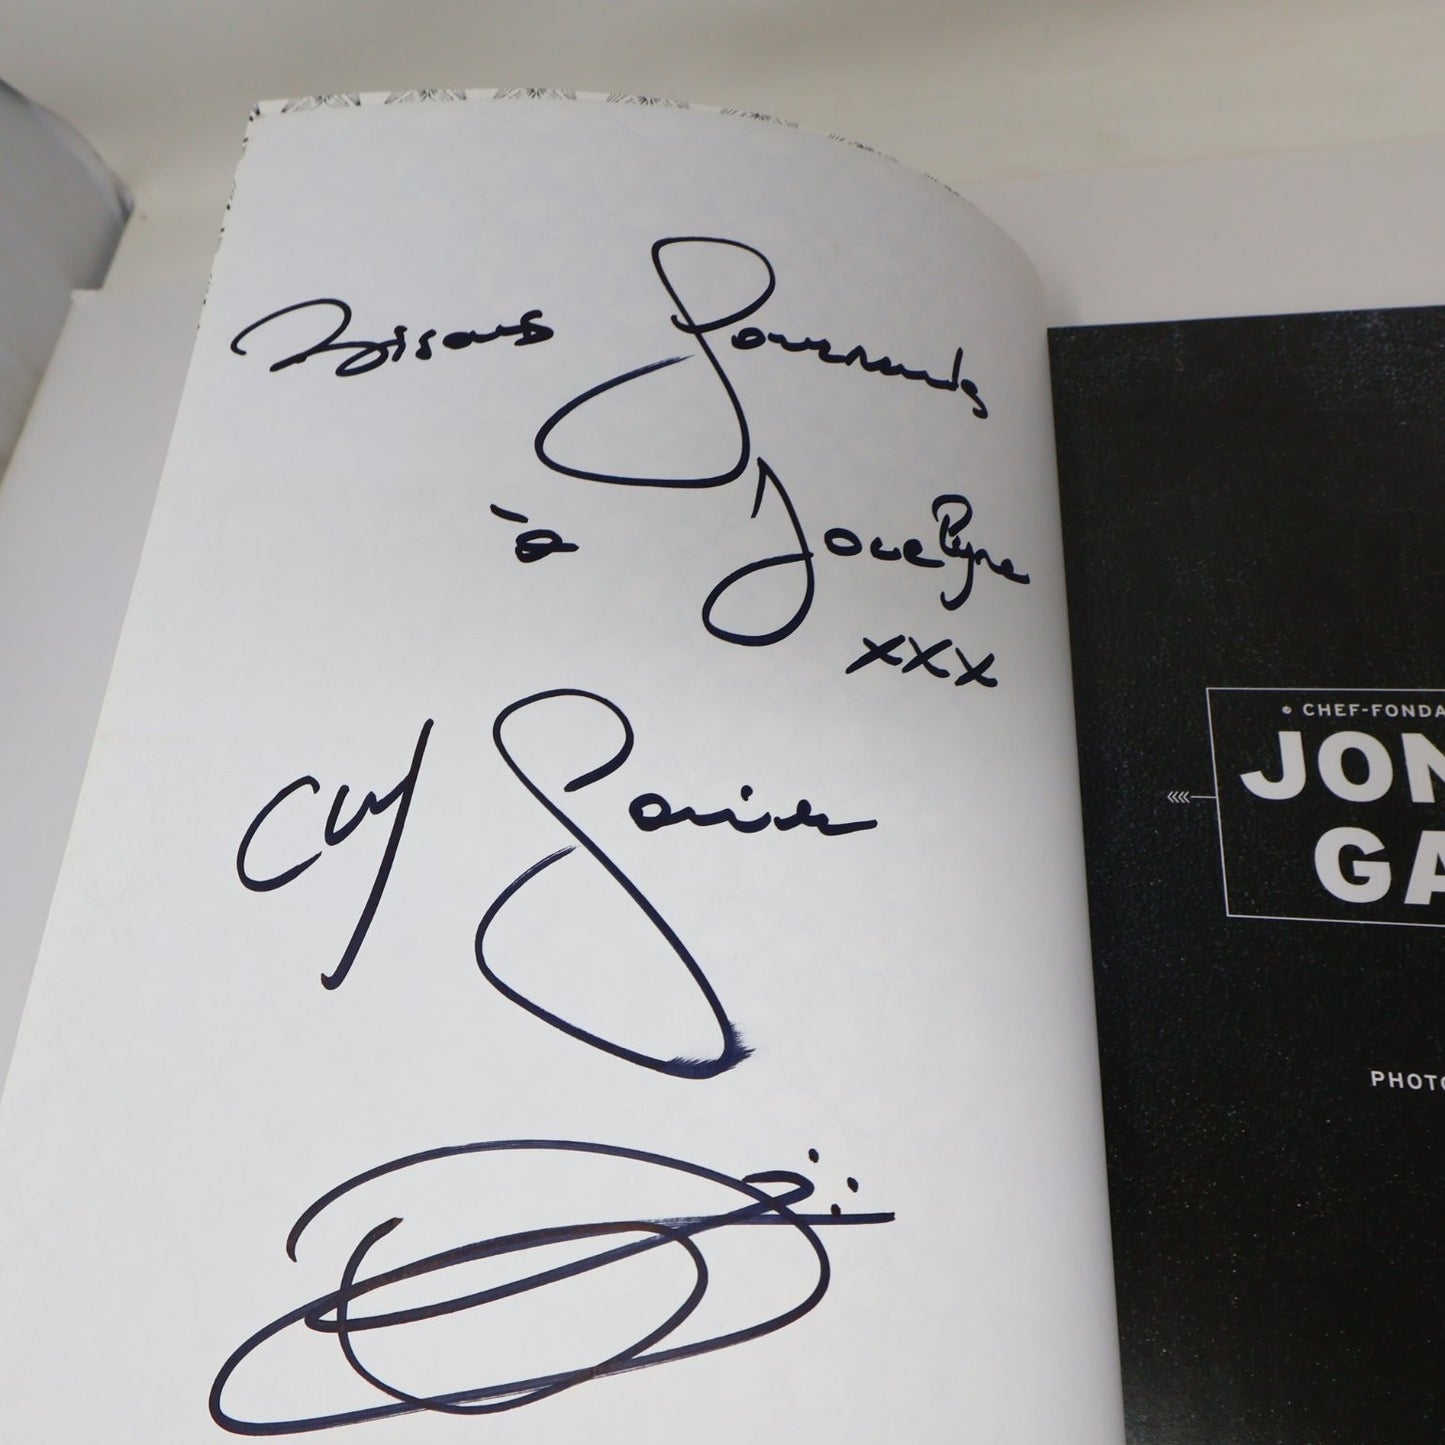 Bisous Gourmands
à Jocelyne
xxx
CHEF-FONDA
JON
GA
PHOTO